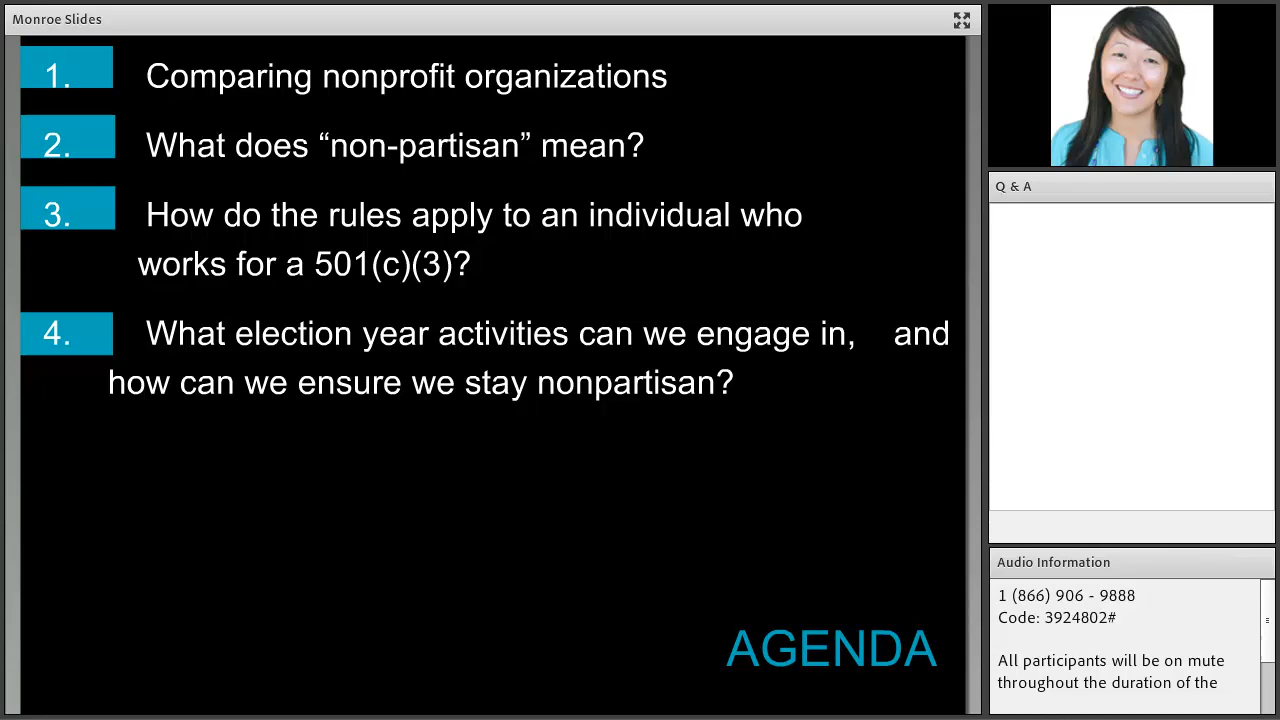 Monroe Slides
1. Comparing nonprofit organizations
2. What does “non-partisan” mean?
3. How do the rules apply to an individual who
works for a 501(c)(3)?
4. What election year activities can we engage in, and
how can we ensure we stay nonpartisan?
AGENDA
Q & A
Audio Information
1 (866) 906 - 9888
Code: 3924802#
All participants will be on mute
throughout the duration of the